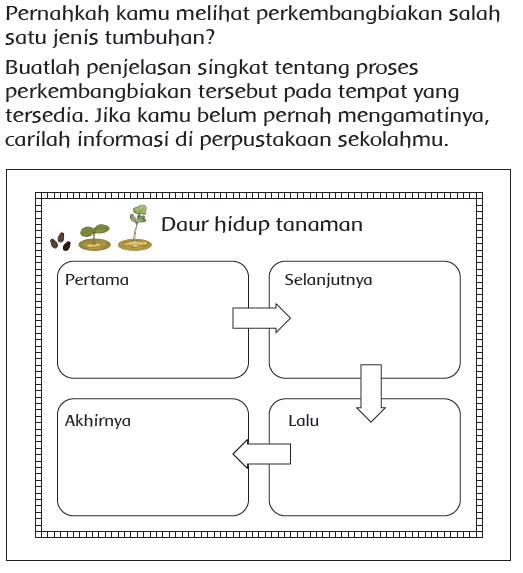 Pernahkah kamu melihat perkembangbiakan salah
satu jenis tumbuhan?
Buatlah penjelasan singkat tentang proses
perkembangbiakan tersebut pada tempat yang
tersedia. Jika kamu belum pernah mengamatinya,
carilah informasi di perpustakaan sekolahmu.
Daur hidup tanaman
Pertama
Selanjutnya
Lalu
Akhirnya